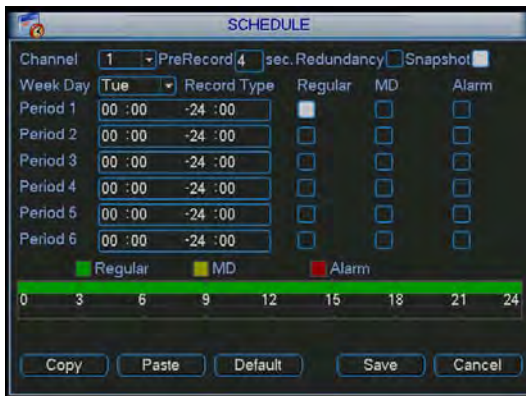 SCHEDULE
Channel 1 PreRecord 4 sec. Redundancy Snapshot
Week Day Tue Record Type Regular MD Alarm
Period 1 00 :00 -24 :00
Period 2 00 :00 -24 :00
Period 3 00 :00 -24 :00
Period 4 00 :00 -24 :00
Period 5 00 :00 -24 :00
Period 6 00 :00 -24 :00
Regular MD Alarm
0 3 6 9 12 15 18 21 24
Copy Paste Default Save Cancel